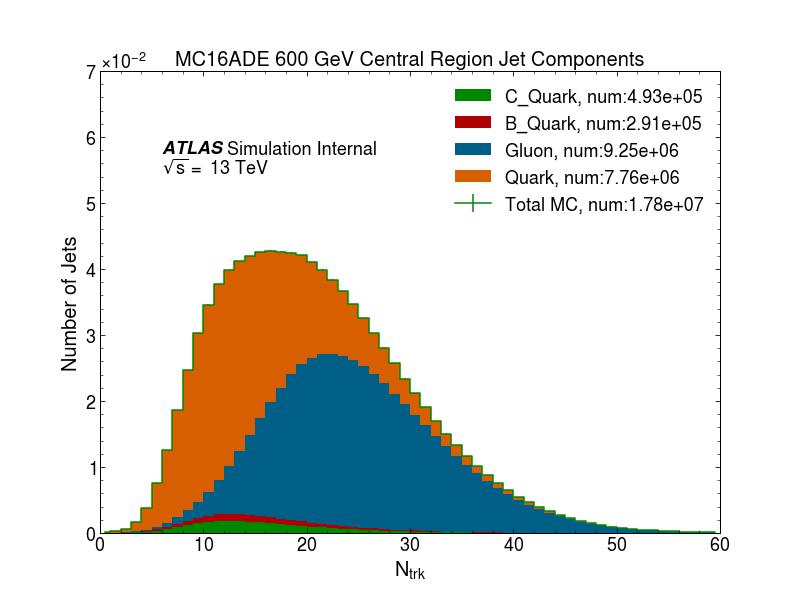 ×10⁻² MC16ADE 600 GeV Central Region Jet Components
C_Quark, num:4.93e+05
B_Quark, num:2.91e+05
Gluon, num:9.25e+06
Quark, num:7.76e+06
Total MC, num:1.78e+07
ATLAS Simulation Internal
√s = 13 TeV
Number of Jets
7
6
5
4
3
2
1
0
0 10 20 30 40 50 60
N_trk